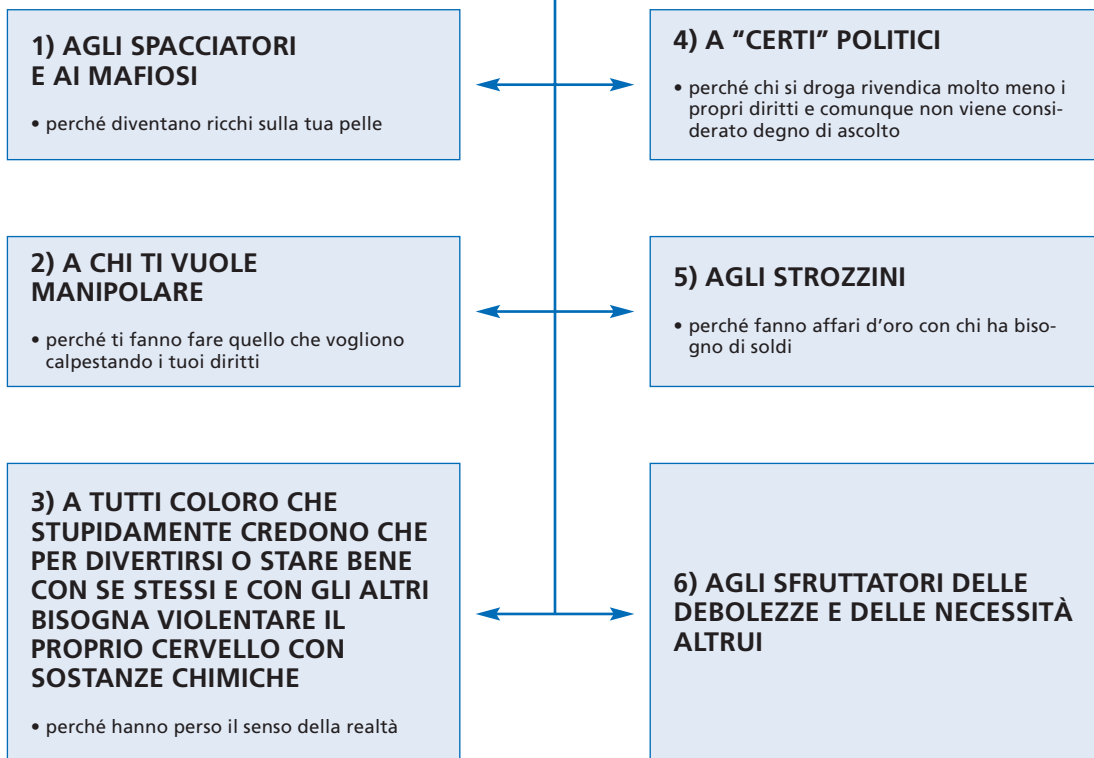 1) AGLI SPACCIATORI
E AI MAFIOSI
• perché diventano ricchi sulla tua pelle
2) A CHI TI VUOLE
MANIPOLARE
• perché ti fanno fare quello che vogliono
calpestando i tuoi diritti
3) A TUTTI COLORO CHE
STUPIDAMENTE CREDONO CHE
PER DIVERTIRSI O STARE BENE
CON SE STESSI E CON GLI ALTRI
BISOGNA VIOLENTARE IL
PROPRIO CERVELLO CON
SOSTANZE CHIMICHE
• perché hanno perso il senso della realtà
4) A “CERTI” POLITICI
• perché chi si droga rivendica molto meno i
propri diritti e comunque non viene consi-
derato degno di ascolto
5) AGLI STROZZINI
• perché fanno affari d’oro con chi ha biso-
gno di soldi
6) AGLI SFRUTTATORI DELLE
DEBOLEZZE E DELLE NECESSITÀ
ALTRUI